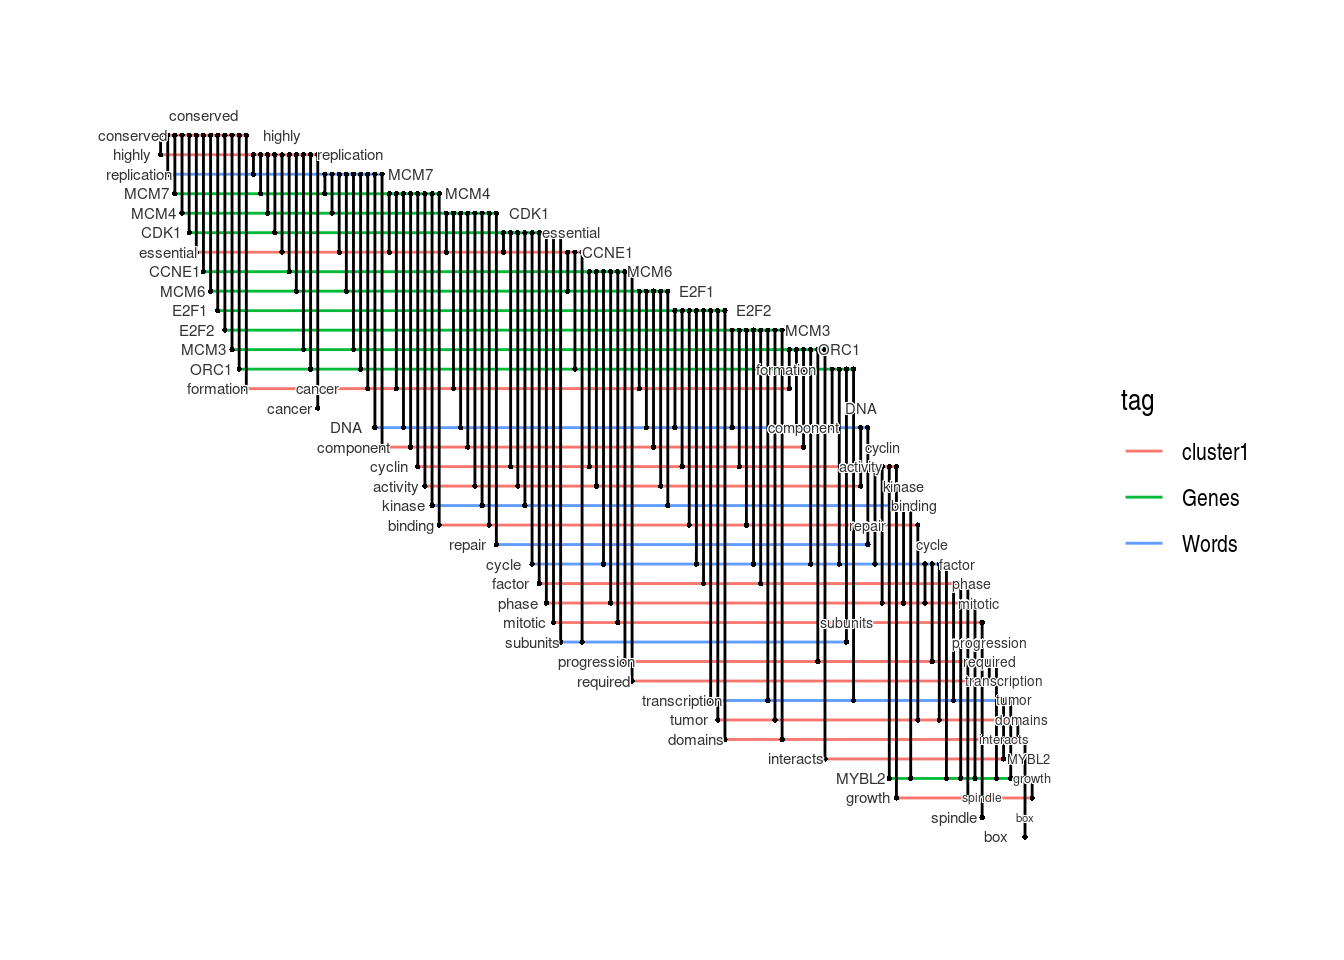 conserved
conserved highly
highly replication
replication MCM7
MCM7 MCM4
MCM4 CDK1
CDK1 essential
essential CCNE1
CCNE1 MCM6
MCM6 E2F1
E2F1 E2F2
E2F2 MCM3
MCM3 ORC1
ORC1 formation
formation cancer
cancer DNA
DNA component
component cyclin
cyclin activity
activity kinase
kinase binding
binding repair
repair cycle
cycle factor
factor phase
phase mitotic
mitotic subunits
subunits progression
progression required
required transcription
transcription tumor
tumor domains
domains interacts
interacts MYBL2
MYBL2 growth
growth spindle
spindle box
box
tag
cluster1
Genes
Words